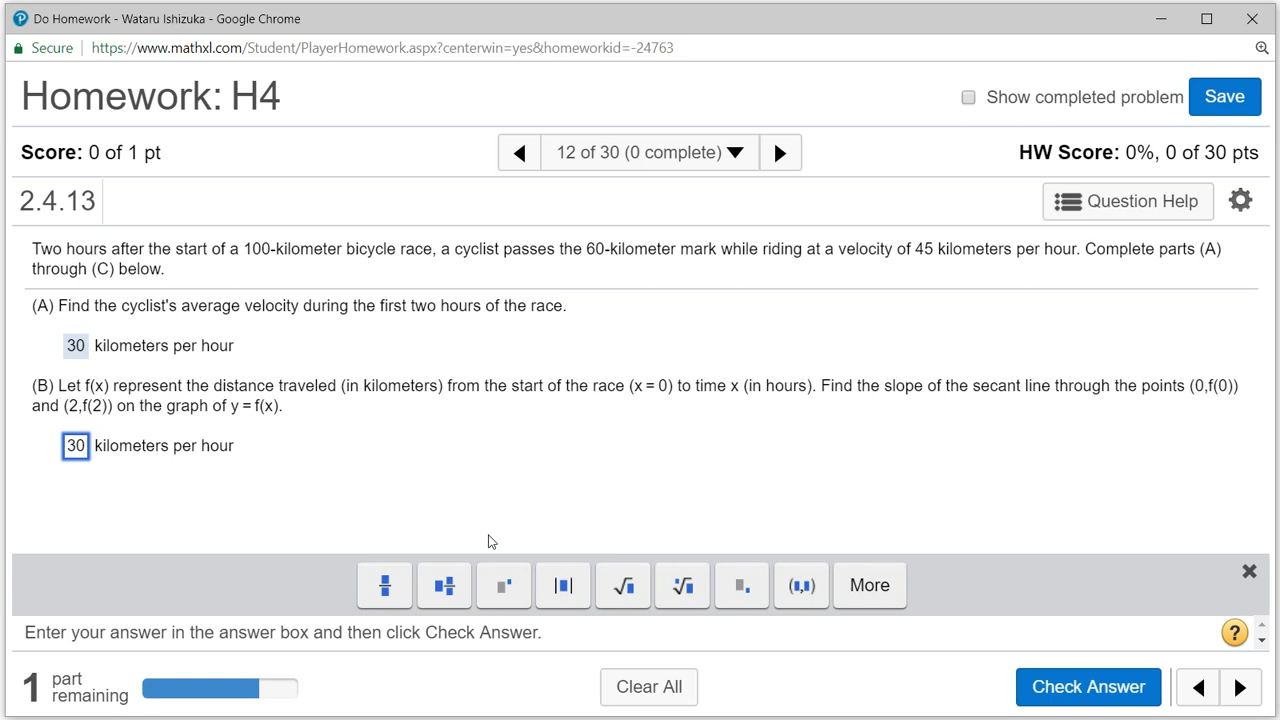 Do Homework - Wataru Ishizuka - Google Chrome
Secure https://www.mathxl.com/Student/PlayerHomework.aspx?centerwin=yes&homeworkid=-24763
Homework: H4
Show completed problem Save
Score: 0 of 1 pt
12 of 30 (0 complete)
HW Score: 0%, 0 of 30 pts
2.4.13
Question Help
Two hours after the start of a 100-kilometer bicycle race, a cyclist passes the 60-kilometer mark while riding at a velocity of 45 kilometers per hour. Complete parts (A)
through (C) below.
(A) Find the cyclist's average velocity during the first two hours of the race.
30 kilometers per hour
(B) Let f(x) represent the distance traveled (in kilometers) from the start of the race (x = 0) to time x (in hours). Find the slope of the secant line through the points (0,f(0))
and (2,f(2)) on the graph of y = f(x).
30 kilometers per hour
More
Enter your answer in the answer box and then click Check Answer.
?
1 part
remaining
Clear All
Check Answer